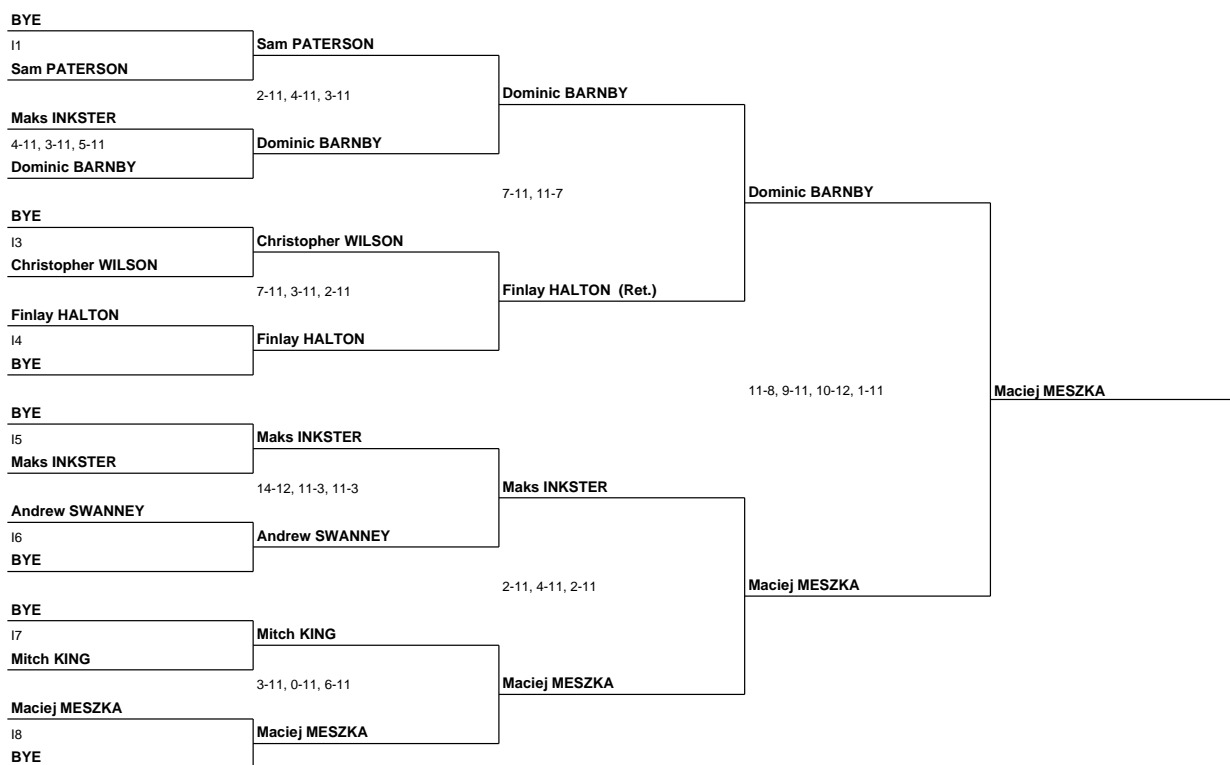 BYE
I1
Sam PATERSON
Maks INKSTER
4-11, 3-11, 5-11
Dominic BARNBY
BYE
I3
Christopher WILSON
Finlay HALTON
I4
BYE
BYE
I5
Maks INKSTER
Andrew SWANNEY
I6
BYE
BYE
I7
Mitch KING
Maciej MESZKA
I8
BYE
Sam PATERSON
2-11, 4-11, 3-11
Dominic BARNBY
Christopher WILSON
7-11, 3-11, 2-11
Finlay HALTON
Maks INKSTER
14-12, 11-3, 11-3
Andrew SWANNEY
Mitch KING
3-11, 0-11, 6-11
Maciej MESZKA
Dominic BARNBY
7-11, 11-7
Finlay HALTON (Ret.)
Maks INKSTER
2-11, 4-11, 2-11
Maciej MESZKA
Dominic BARNBY
11-8, 9-11, 10-12, 1-11
Maciej MESZKA
Maciej MESZKA